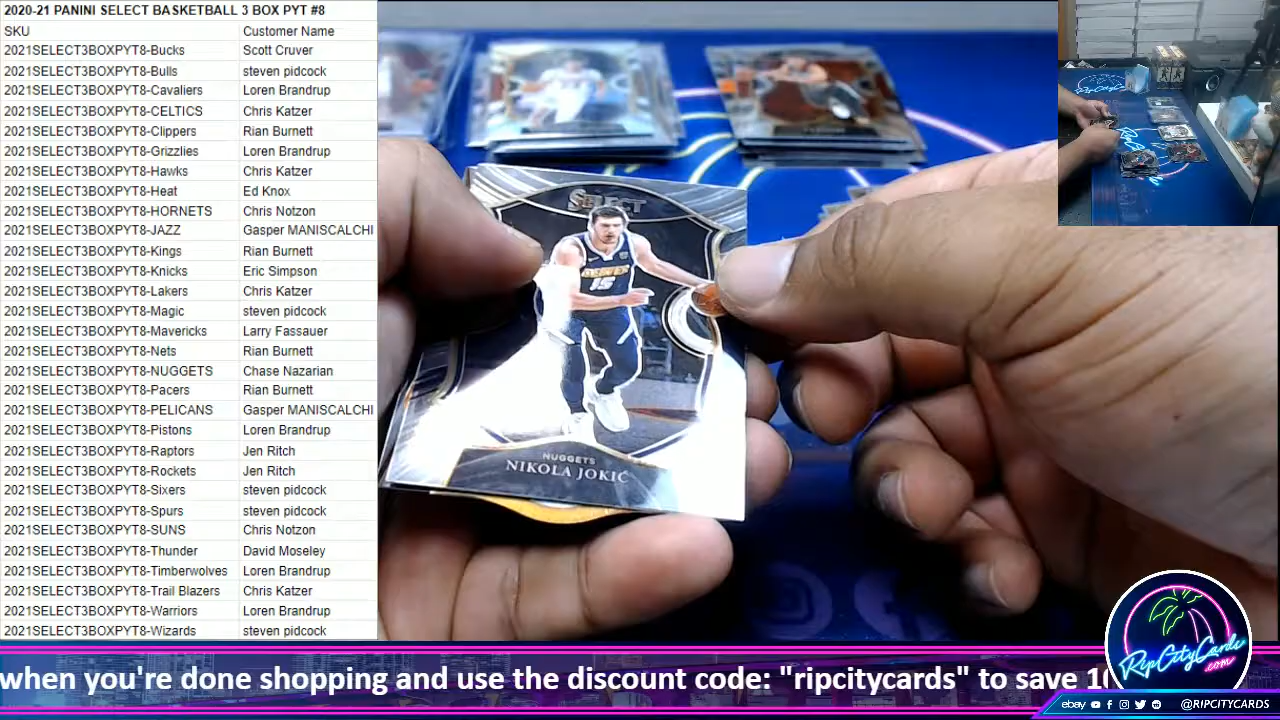 2020-21 PANINI SELECT BASKETBALL 3 BOX PYT #8
SKU Customer Name
2021SELECT3BOXPYT8-Bucks Scott Cruver
2021SELECT3BOXPYT8-Bulls steven pidcock
2021SELECT3BOXPYT8-Cavaliers Loren Brandrup
2021SELECT3BOXPYT8-CELTICS Chris Katzer
2021SELECT3BOXPYT8-Clippers Rian Burnett
2021SELECT3BOXPYT8-Grizzlies Loren Brandrup
2021SELECT3BOXPYT8-Hawks Chris Katzer
2021SELECT3BOXPYT8-Heat Ed Knox
2021SELECT3BOXPYT8-HORNETS Chris Notzon
2021SELECT3BOXPYT8-JAZZ Gasper MANISCALCHI
2021SELECT3BOXPYT8-Kings Rian Burnett
2021SELECT3BOXPYT8-Knicks Eric Simpson
2021SELECT3BOXPYT8-Lakers Chris Katzer
2021SELECT3BOXPYT8-Magic steven pidcock
2021SELECT3BOXPYT8-Mavericks Larry Fassauer
2021SELECT3BOXPYT8-Nets Rian Burnett
2021SELECT3BOXPYT8-NUGGETS Chase Nazarian
2021SELECT3BOXPYT8-Pacers Rian Burnett
2021SELECT3BOXPYT8-PELICANS Gasper MANISCALCHI
2021SELECT3BOXPYT8-Pistons Loren Brandrup
2021SELECT3BOXPYT8-Raptors Jen Ritch
2021SELECT3BOXPYT8-Rockets Jen Ritch
2021SELECT3BOXPYT8-Sixers steven pidcock
2021SELECT3BOXPYT8-Spurs steven pidcock
2021SELECT3BOXPYT8-SUNS Chris Notzon
2021SELECT3BOXPYT8-Thunder David Moseley
2021SELECT3BOXPYT8-Timberwolves Loren Brandrup
2021SELECT3BOXPYT8-Trail Blazers Chris Katzer
2021SELECT3BOXPYT8-Warriors Loren Brandrup
2021SELECT3BOXPYT8-Wizards steven pidcock
SELECT
15
NUGGETS
NIKOLA JOKIĆ
when you're done shopping and use the discount code: "ripcitycards" to save 1
RipCityCards
.com
ebay @RIPCITYCARDS